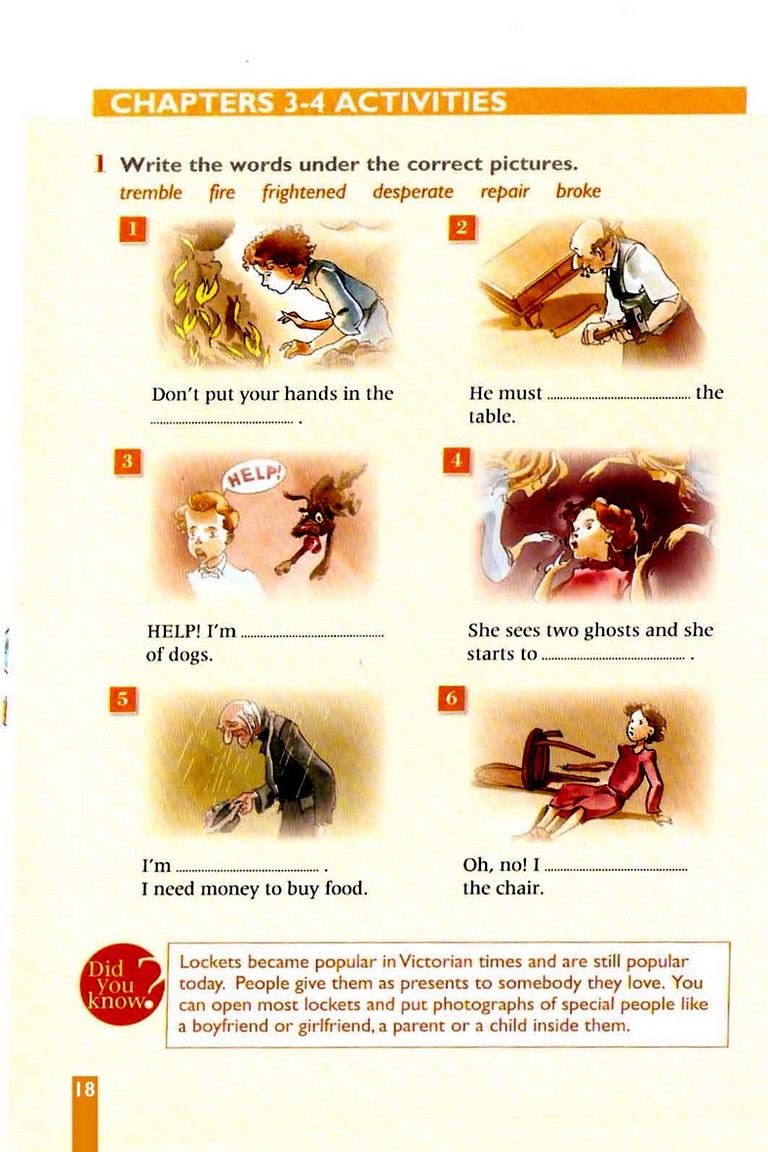 CHAPTERS 3-4 ACTIVITIES
1 Write the words under the correct pictures.
tremble fire frightened desperate repair broke
1
Don't put your hands in the
.......................................... .
2
He must .......................................... the
table.
3
HELP!
HELP! I'm ..........................................
of dogs.
4
She sees two ghosts and she
starts to .......................................... .
5
I'm .......................................... .
I need money to buy food.
6
Oh, no! I ..........................................
the chair.
Did
you
know?
Lockets became popular in Victorian times and are still popular
today. People give them as presents to somebody they love. You
can open most lockets and put photographs of special people like
a boyfriend or girlfriend, a parent or a child inside them.
18